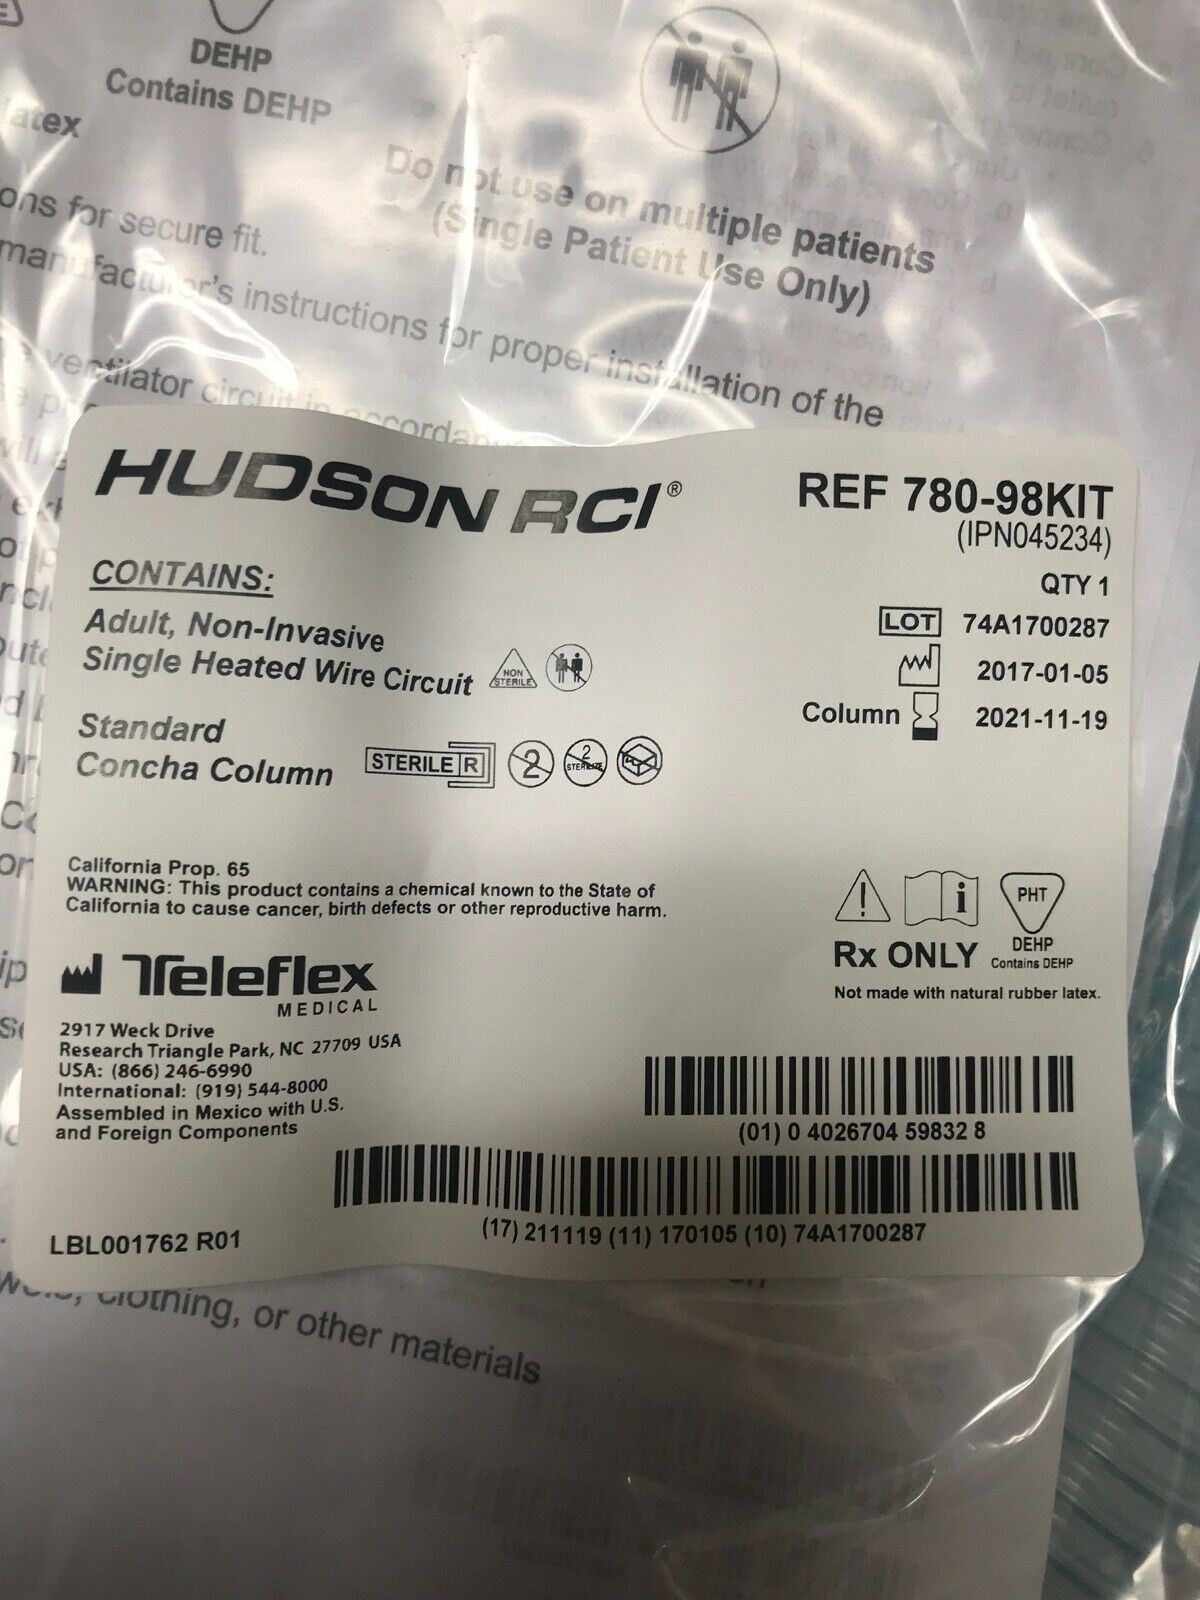 DEHP
Contains DEHP
Do not use on multiple patients
(Single Patient Use Only)
for secure fit.
manufacturer's instructions for proper installation of the
ventilator circuit in
HUDSON RCI®
REF 780-98KIT
(IPN045234)
CONTAINS:
QTY 1
Adult, Non-Invasive
Single Heated Wire Circuit
NON
STERILE
LOT 74A1700287
2017-01-05
Column 2021-11-19
Standard
Concha Column
STERILE R
2
2
STERILIZE
California Prop. 65
WARNING: This product contains a chemical known to the State of
California to cause cancer, birth defects or other reproductive harm.
! i PHT
Rx ONLY
DEHP
Contains DEHP
Not made with natural rubber latex.
Teleflex
MEDICAL
2917 Weck Drive
Research Triangle Park, NC 27709 USA
USA: (866) 246-6990
International: (919) 544-8000
Assembled in Mexico with U.S.
and Foreign Components
(01) 0 4026704 59832 8
(17) 211119 (11) 170105 (10) 74A1700287
LBL001762 R01
clothing, or other materials